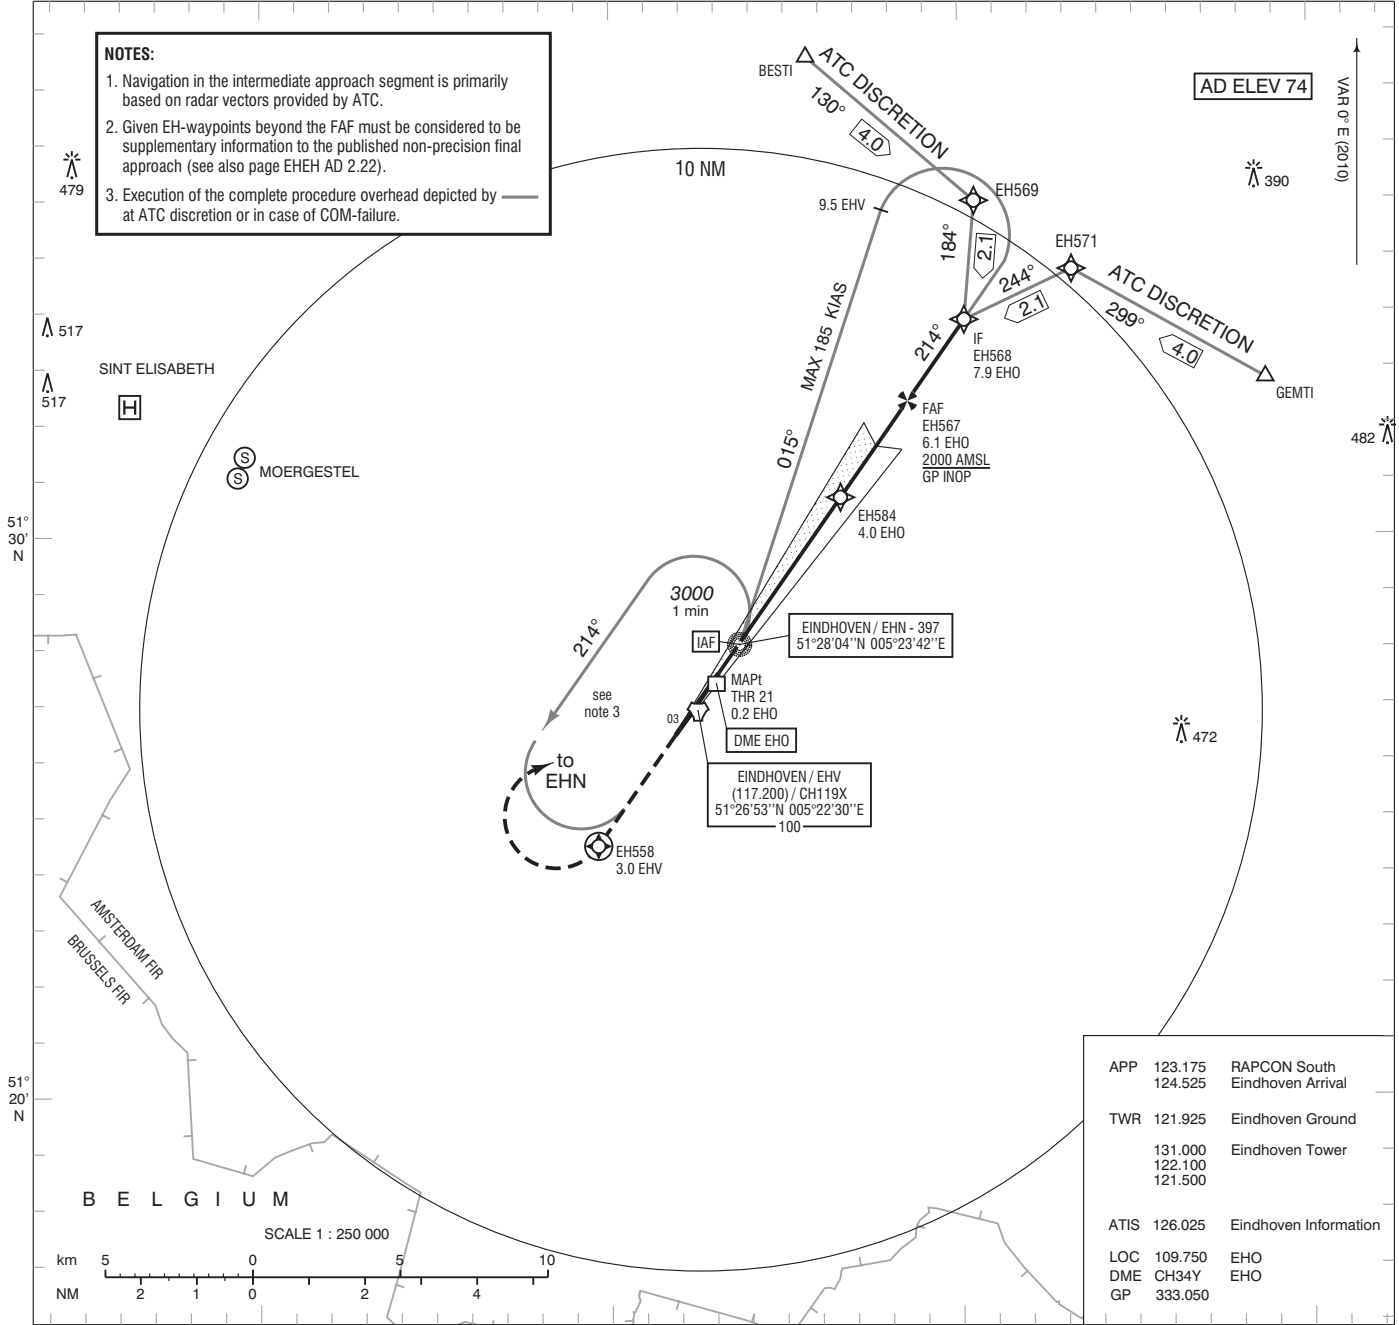 NOTES:
1. Navigation in the intermediate approach segment is primarily
based on radar vectors provided by ATC.
2. Given EH-waypoints beyond the FAF must be considered to be
supplementary information to the published non-precision final
approach (see also page EHEH AD 2.22).
3. Execution of the complete procedure overhead depicted by
at ATC discretion or in case of COM-failure.
BESTI
ATC DISCRETION
130°
4.0
AD ELEV 74
VAR 0° E (2010)
479
10 NM
390
9.5 EHV
EH569
184°
2.1
EH571
244°
2.1
ATC DISCRETION
299°
4.0
GEMTI
MAX 185 KIAS
015°
214°
IF
EH568
7.9 EHO
517
517
SINT ELISABETH
H
FAF
EH567
6.1 EHO
2000 AMSL
GP INOP
482
S
S
MOERGESTEL
EH584
4.0 EHO
51°
30'
N
3000
1 min
214°
IAF
EINDHOVEN / EHN - 397
51°28'04''N 005°23'42''E
see
note 3
MAPt
THR 21
0.2 EHO
03
DME EHO
472
to
EHN
EINDHOVEN / EHV
(117.200) / CH119X
51°26'53''N 005°22'30''E
100
EH558
3.0 EHV
AMSTERDAM FIR
BRUSSELS FIR
51°
20'
N
APP 123.175 RAPCON South
124.525 Eindhoven Arrival
TWR 121.925 Eindhoven Ground
131.000 Eindhoven Tower
122.100
121.500
ATIS 126.025 Eindhoven Information
LOC 109.750 EHO
DME CH34Y EHO
GP 333.050
BELGIUM
SCALE 1 : 250 000
km 5 0 5 10
NM 2 1 0 2 4